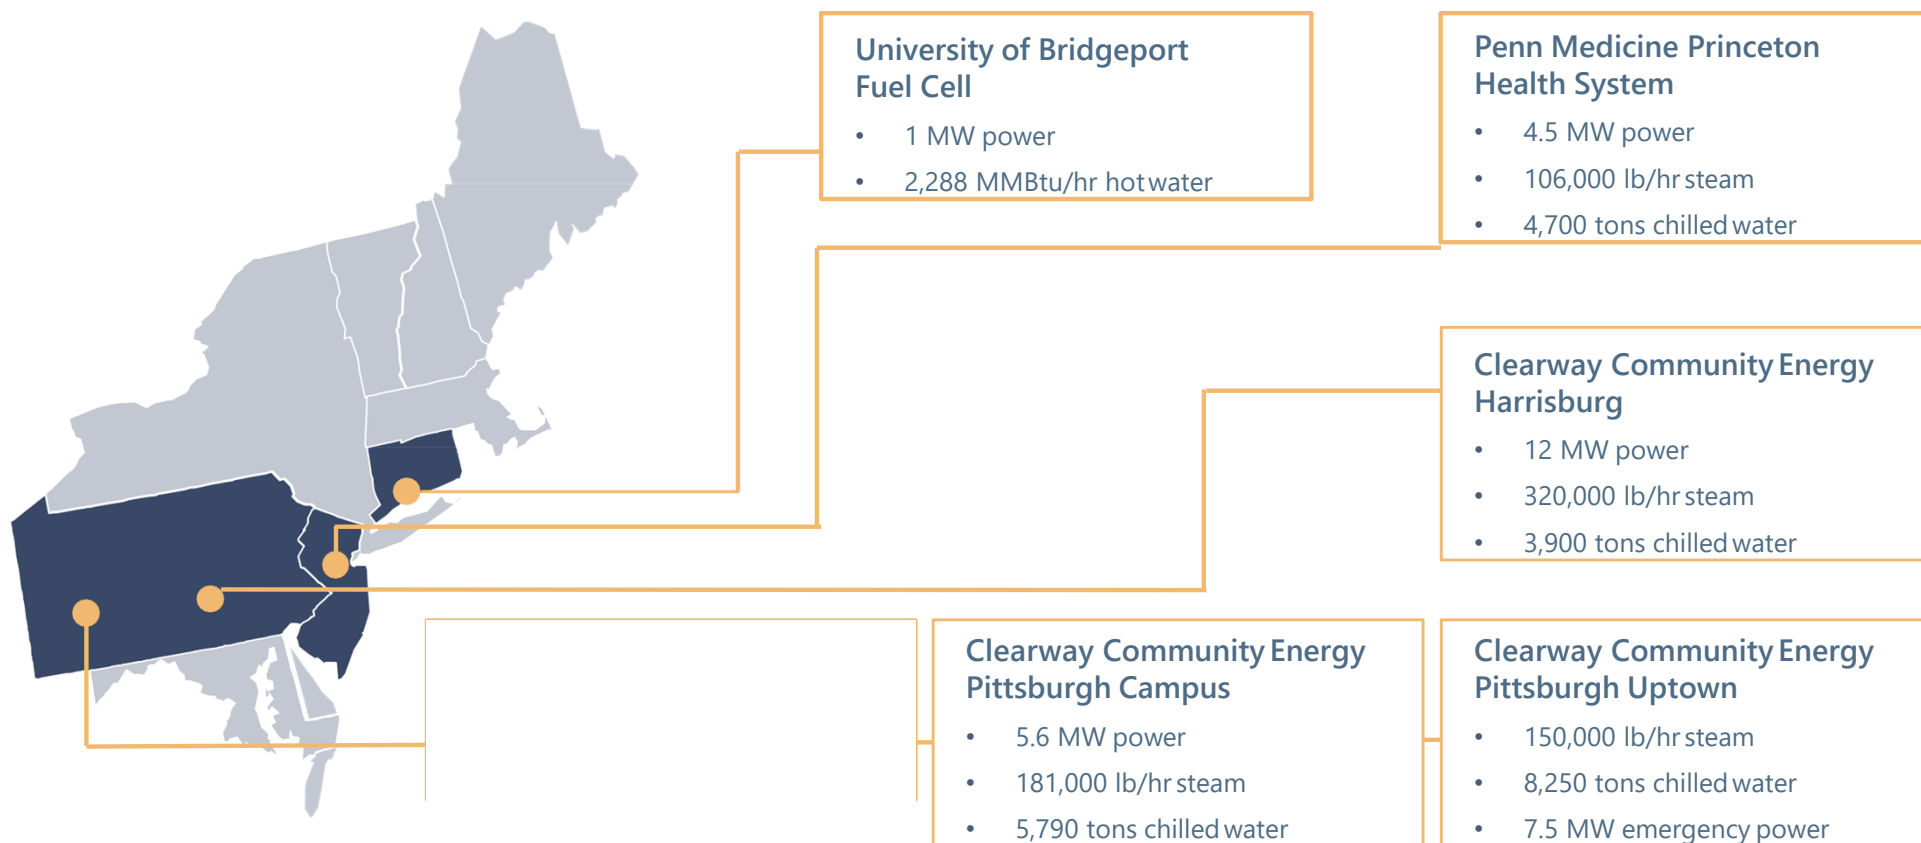 University of Bridgeport
Fuel Cell
• 1 MW power
• 2,288 MMBtu/hr hot water
Penn Medicine Princeton
Health System
• 4.5 MW power
• 106,000 lb/hr steam
• 4,700 tons chilled water
Clearway Community Energy
Harrisburg
• 12 MW power
• 320,000 lb/hr steam
• 3,900 tons chilled water
Clearway Community Energy
Pittsburgh Campus
• 5.6 MW power
• 181,000 lb/hr steam
• 5,790 tons chilled water
Clearway Community Energy
Pittsburgh Uptown
• 150,000 lb/hr steam
• 8,250 tons chilled water
• 7.5 MW emergency power